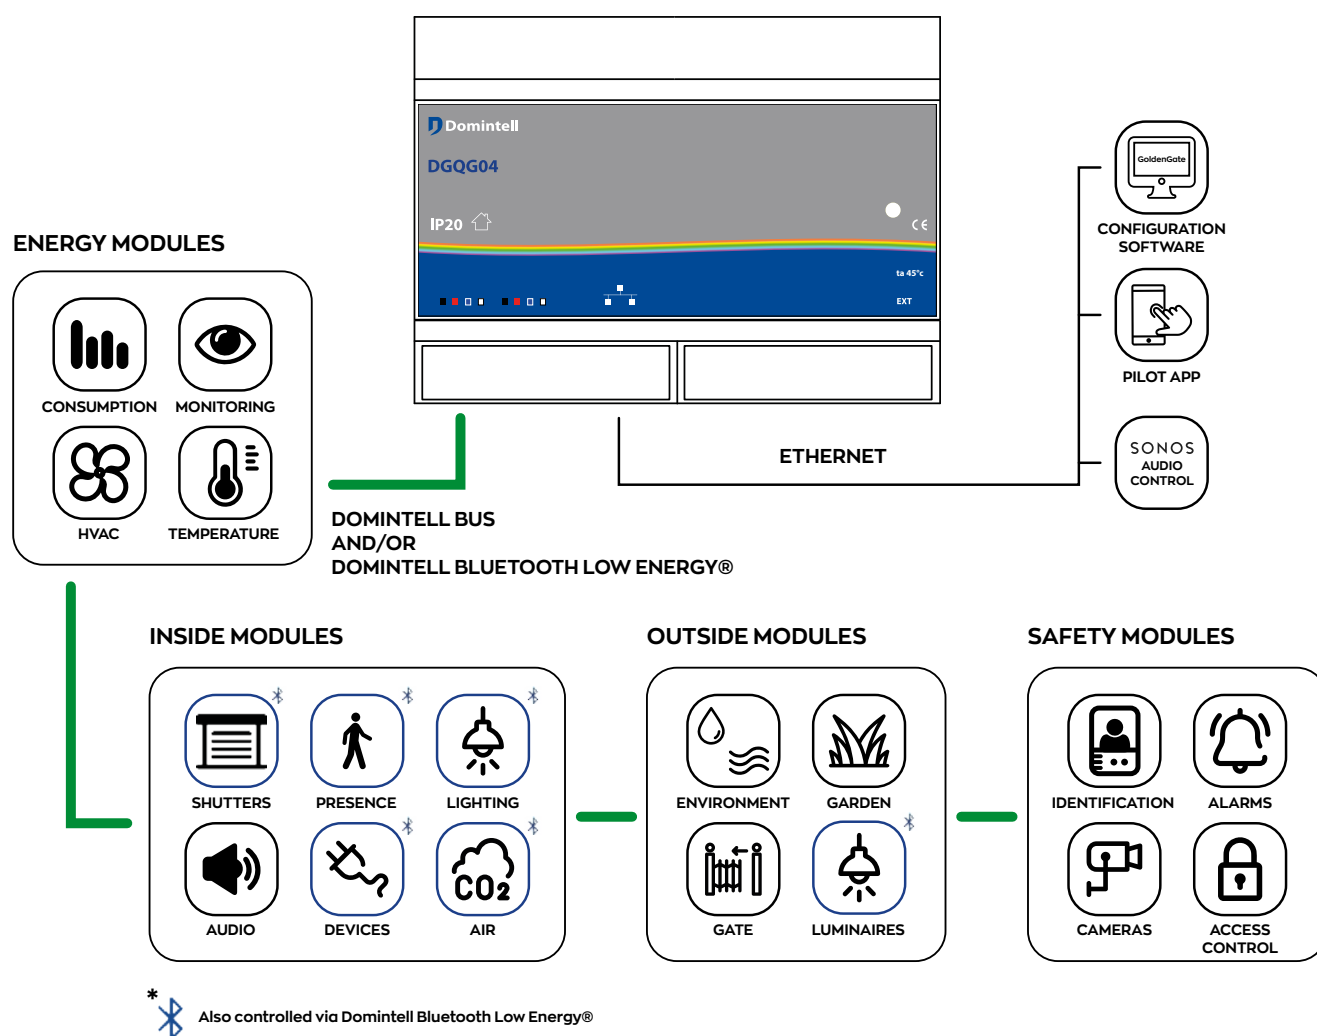 Domintell
DGQG04
IP20
CE
ta 45°c
EXT
GoldenGate
CONFIGURATION
SOFTWARE
PILOT APP
SONOS
AUDIO
CONTROL
ETHERNET
ENERGY MODULES
CONSUMPTION
MONITORING
HVAC
TEMPERATURE
DOMINTELL BUS
AND/OR
DOMINTELL BLUETOOTH LOW ENERGY®
INSIDE MODULES
SHUTTERS
PRESENCE
LIGHTING
AUDIO
DEVICES
CO2
AIR
OUTSIDE MODULES
ENVIRONMENT
GARDEN
GATE
LUMINAIRES
SAFETY MODULES
IDENTIFICATION
ALARMS
CAMERAS
ACCESS
CONTROL
* Also controlled via Domintell Bluetooth Low Energy®